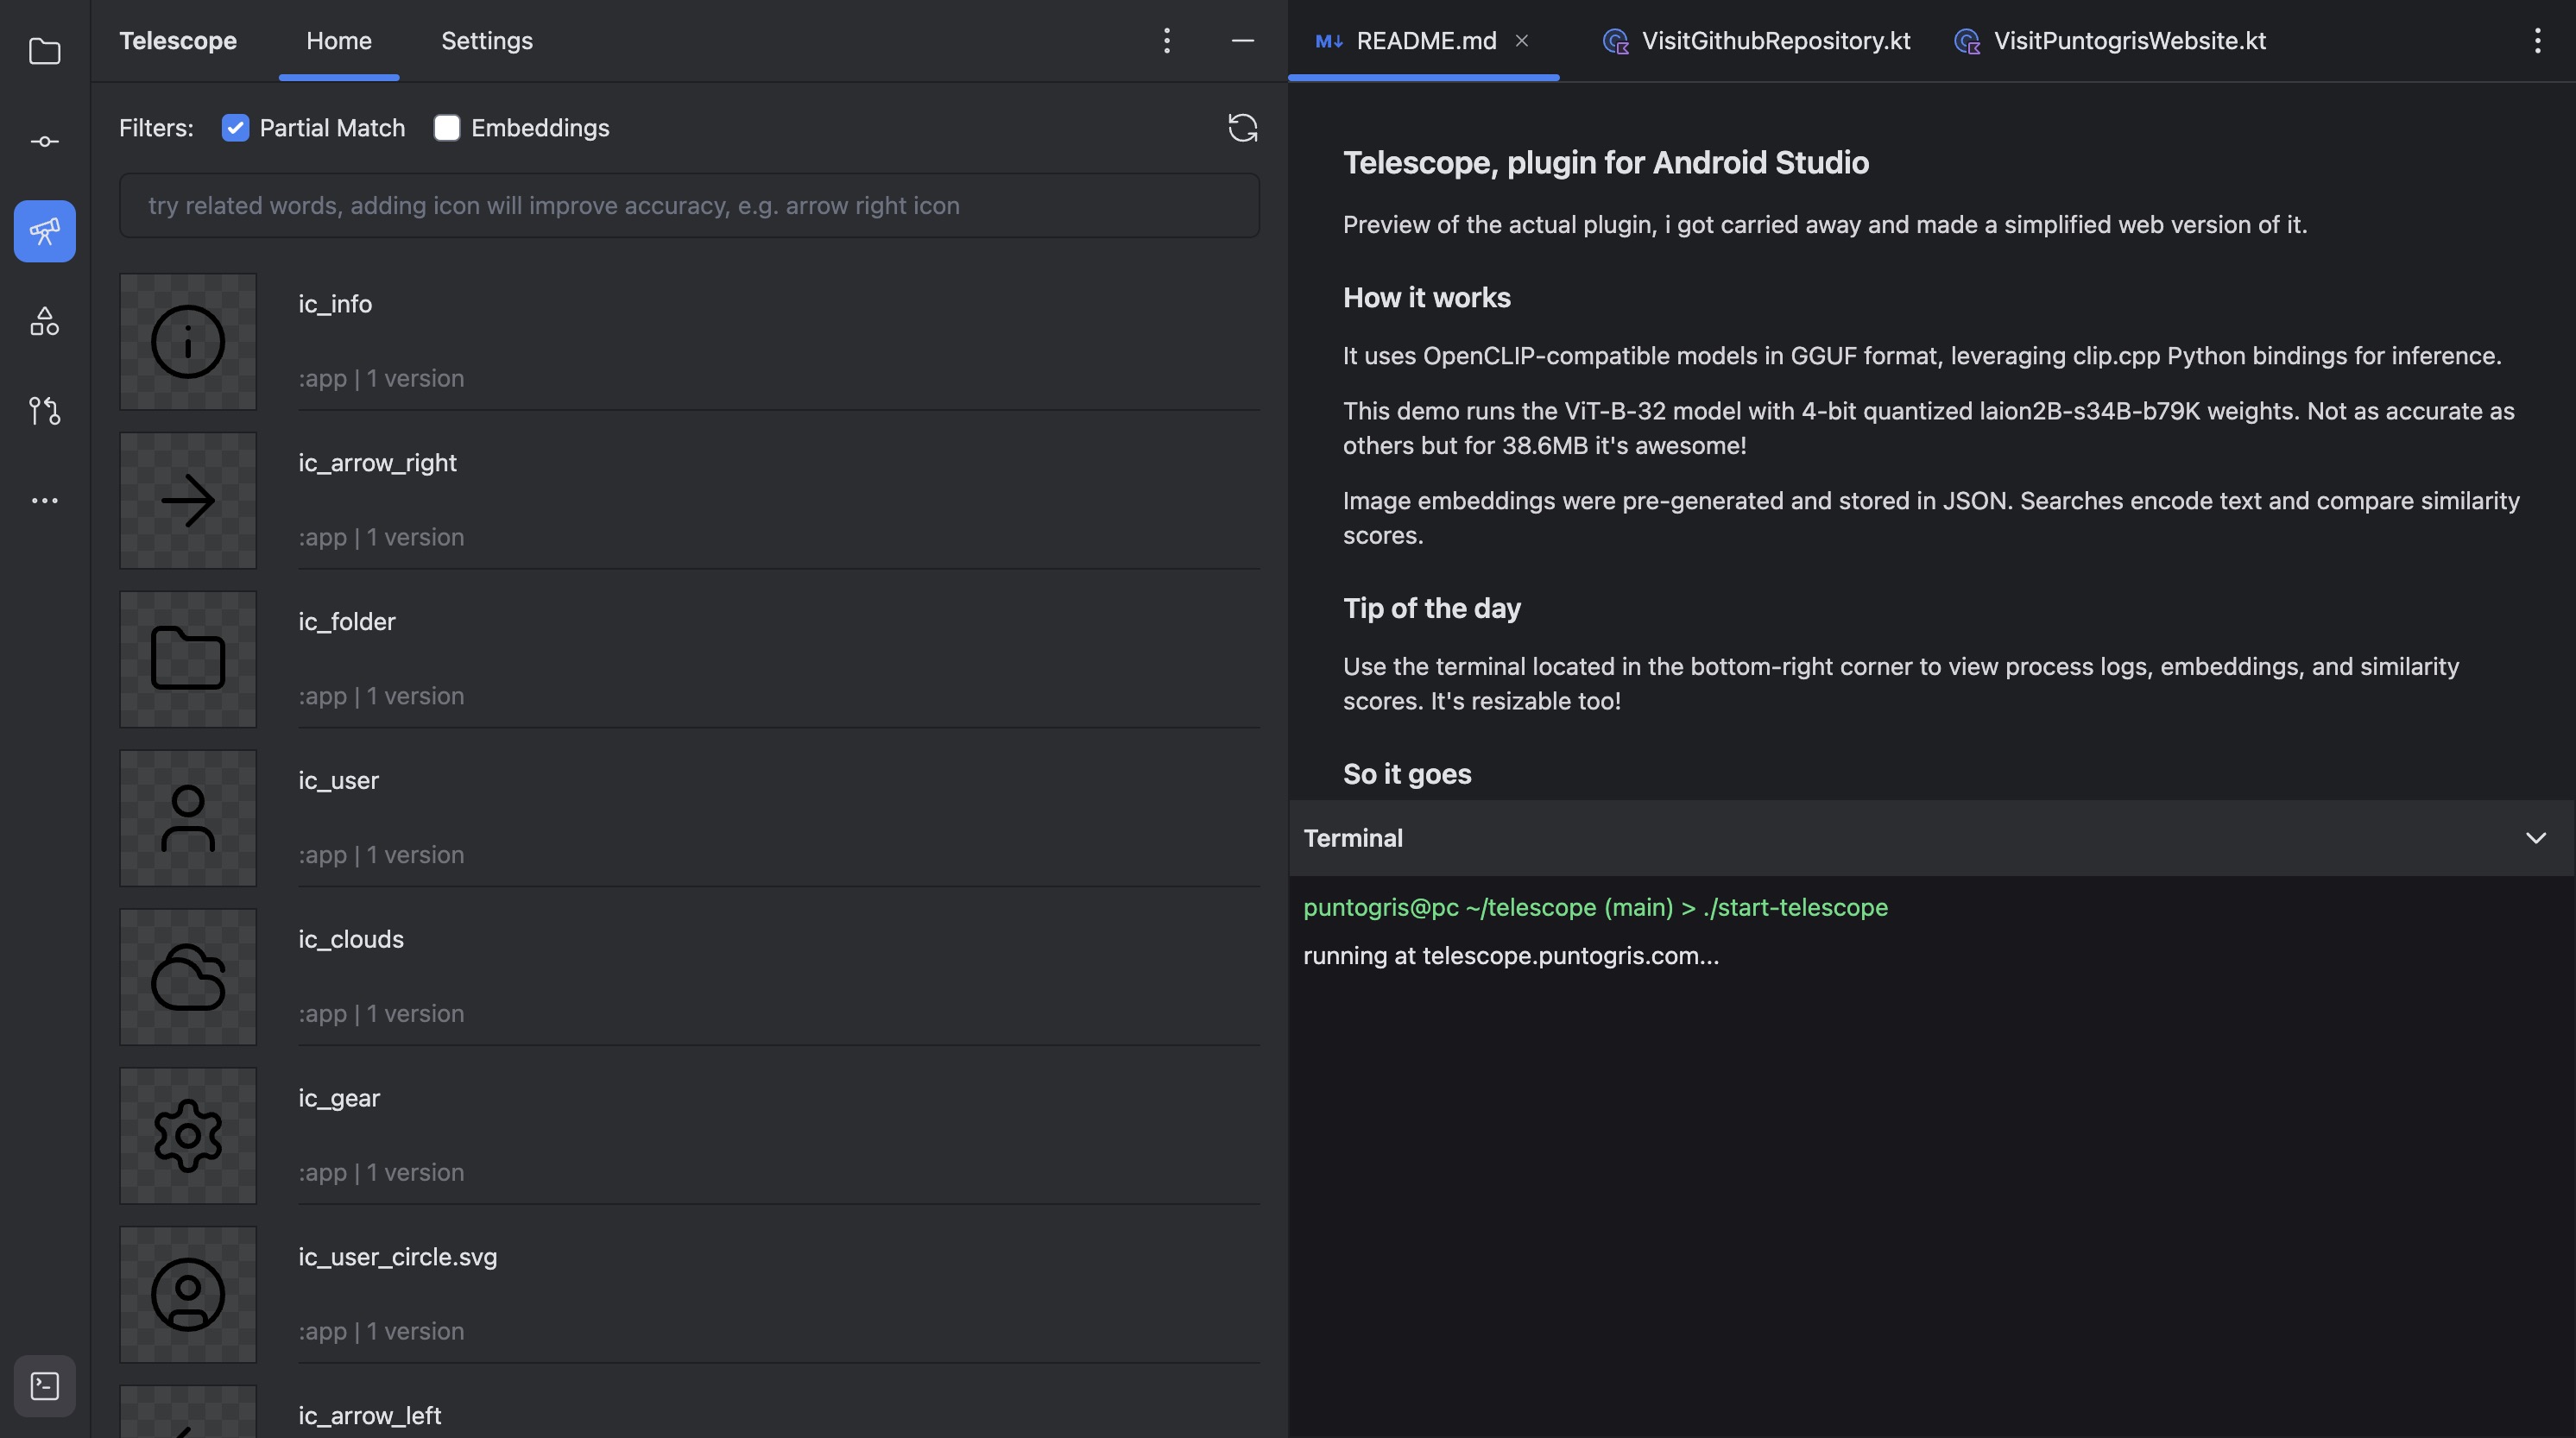 Telescope Home Settings
Filters: Partial Match Embeddings
try related words, adding icon will improve accuracy, e.g. arrow right icon
ic_info
:app | 1 version
ic_arrow_right
:app | 1 version
ic_folder
:app | 1 version
ic_user
:app | 1 version
ic_clouds
:app | 1 version
ic_gear
:app | 1 version
ic_user_circle.svg
:app | 1 version
ic_arrow_left
M↓ README.md VisitGithubRepository.kt VisitPuntogrisWebsite.kt
Telescope, plugin for Android Studio
Preview of the actual plugin, i got carried away and made a simplified web version of it.
How it works
It uses OpenCLIP-compatible models in GGUF format, leveraging clip.cpp Python bindings for inference.
This demo runs the ViT-B-32 model with 4-bit quantized laion2B-s34B-b79K weights. Not as accurate as
others but for 38.6MB it's awesome!
Image embeddings were pre-generated and stored in JSON. Searches encode text and compare similarity
scores.
Tip of the day
Use the terminal located in the bottom-right corner to view process logs, embeddings, and similarity
scores. It's resizable too!
So it goes
Terminal
puntogris@pc ~/telescope (main) > ./start-telescope
running at telescope.puntogris.com...